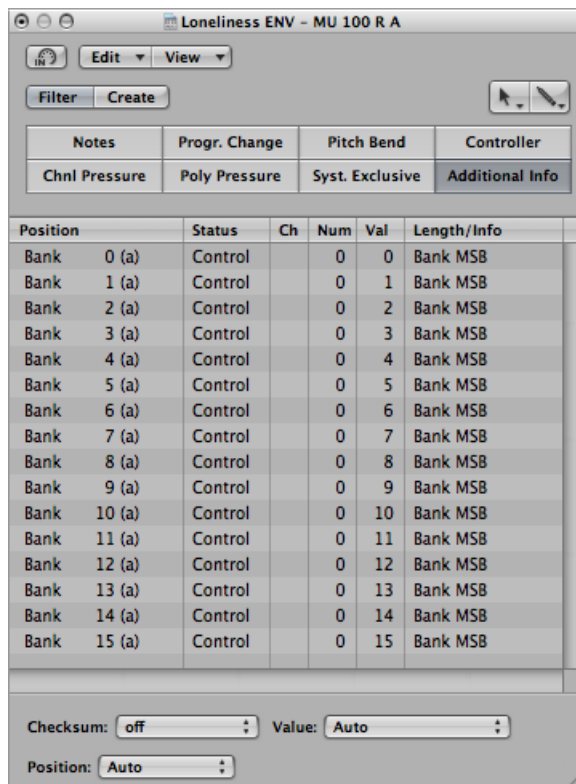 Loneliness ENV – MU 100 R A
IN Edit View
Filter Create
Notes Progr. Change Pitch Bend Controller
Chnl Pressure Poly Pressure Syst. Exclusive Additional Info
Position Status Ch Num Val Length/Info
Bank 0 (a) Control 0 0 Bank MSB
Bank 1 (a) Control 0 1 Bank MSB
Bank 2 (a) Control 0 2 Bank MSB
Bank 3 (a) Control 0 3 Bank MSB
Bank 4 (a) Control 0 4 Bank MSB
Bank 5 (a) Control 0 5 Bank MSB
Bank 6 (a) Control 0 6 Bank MSB
Bank 7 (a) Control 0 7 Bank MSB
Bank 8 (a) Control 0 8 Bank MSB
Bank 9 (a) Control 0 9 Bank MSB
Bank 10 (a) Control 0 10 Bank MSB
Bank 11 (a) Control 0 11 Bank MSB
Bank 12 (a) Control 0 12 Bank MSB
Bank 13 (a) Control 0 13 Bank MSB
Bank 14 (a) Control 0 14 Bank MSB
Bank 15 (a) Control 0 15 Bank MSB
Checksum: off Value: Auto
Position: Auto